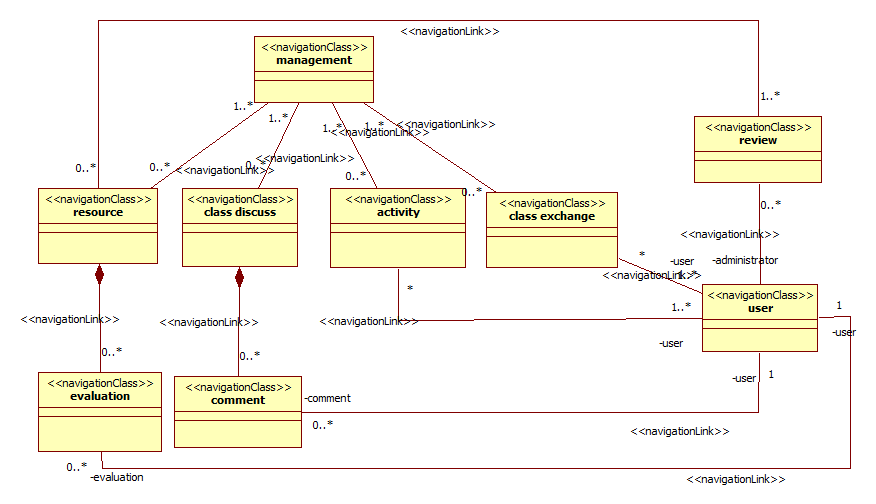 <<navigationLink>>
<<navigationClass>>
management
1..*
1..*
1..*
1..*
<<navigationLink>>
<<navigationLink>>
1..*
<<navigationClass>>
review
0..*
0..*
<<navigationLink>>
0..*
<<navigationLink>>
0..*
0..*
<<navigationClass>>
resource
<<navigationClass>>
class discuss
<<navigationClass>>
activity
<<navigationClass>>
class exchange
0..*
<<navigationLink>>
-administrator
*
-user
1..*
<<navigationLink>>
*
<<navigationClass>>
user
1..*
1
-user
<<navigationLink>>
<<navigationLink>>
<<navigationLink>>
-user
0..*
0..*
-user
1
<<navigationClass>>
evaluation
<<navigationClass>>
comment
-comment
0..*
<<navigationLink>>
0..*
-evaluation
<<navigationLink>>